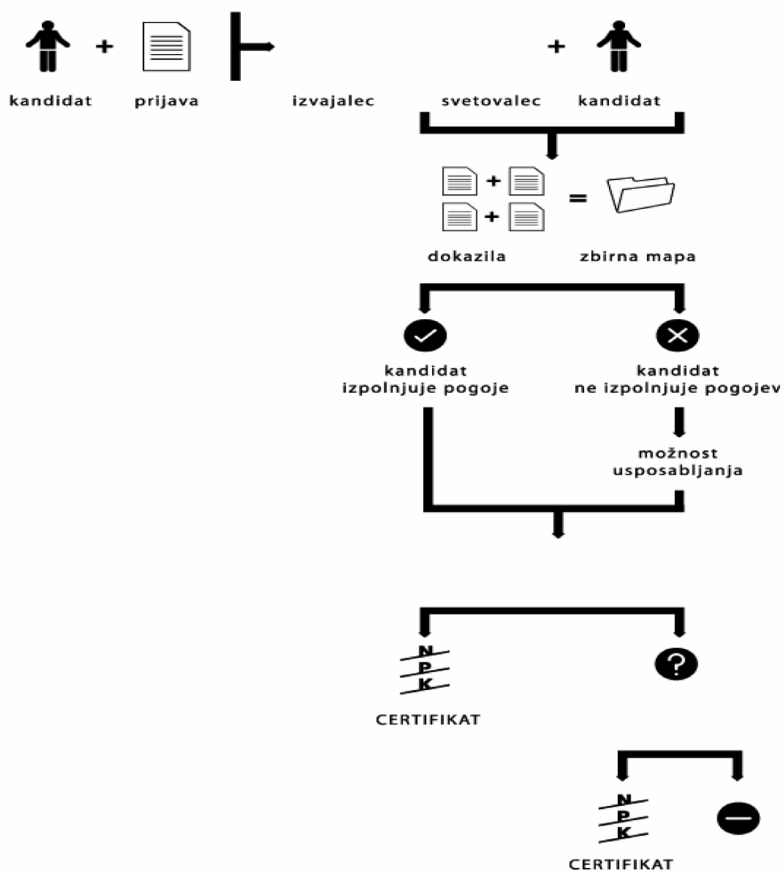 kandidat + prijava izvajalec svetovalec + kandidat
+
+ =
dokazila zbirna mapa
kandidat
izpolnjuje pogoje
kandidat
ne izpolnjuje pogojev
možnost
usposabljanja
N
P
K
CERTIFIKAT
?
N
P
K
CERTIFIKAT